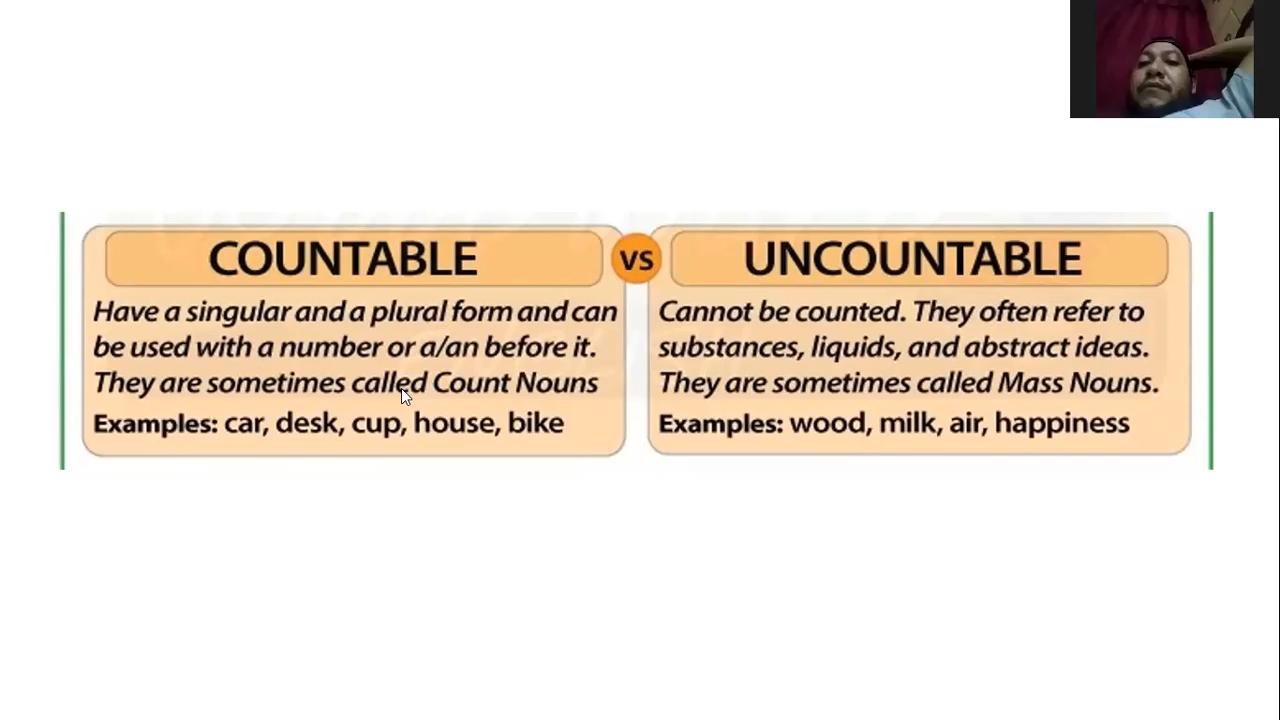 COUNTABLE
Have a singular and a plural form and can
be used with a number or a/an before it.
They are sometimes called Count Nouns
Examples: car, desk, cup, house, bike
VS
UNCOUNTABLE
Cannot be counted. They often refer to
substances, liquids, and abstract ideas.
They are sometimes called Mass Nouns.
Examples: wood, milk, air, happiness